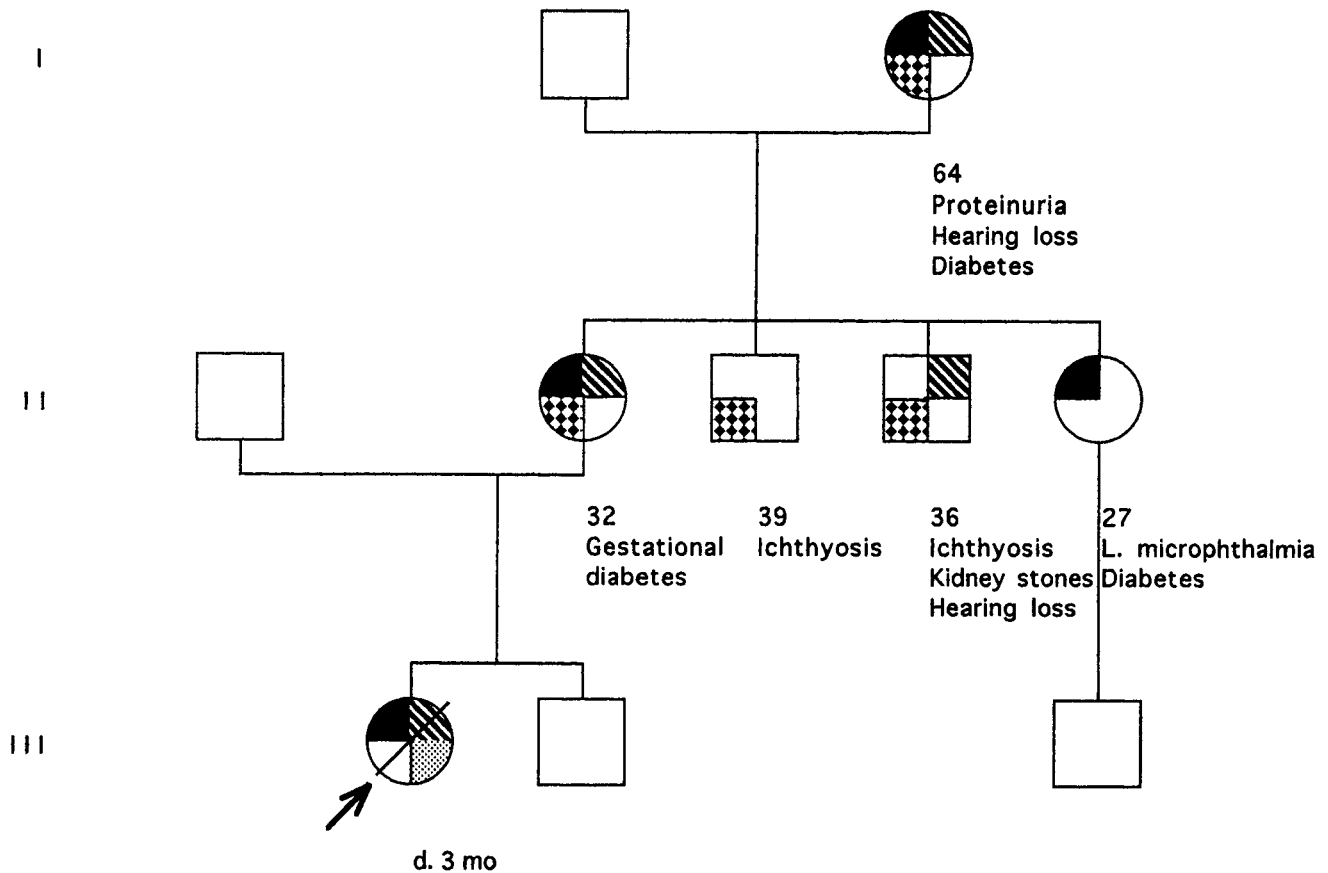 I
64
Proteinuria
Hearing loss
Diabetes
II
32
Gestational
diabetes
39
Ichthyosis
36
Ichthyosis
Kidney stones
Hearing loss
27
L. microphthalmia
Diabetes
III
d. 3 mo